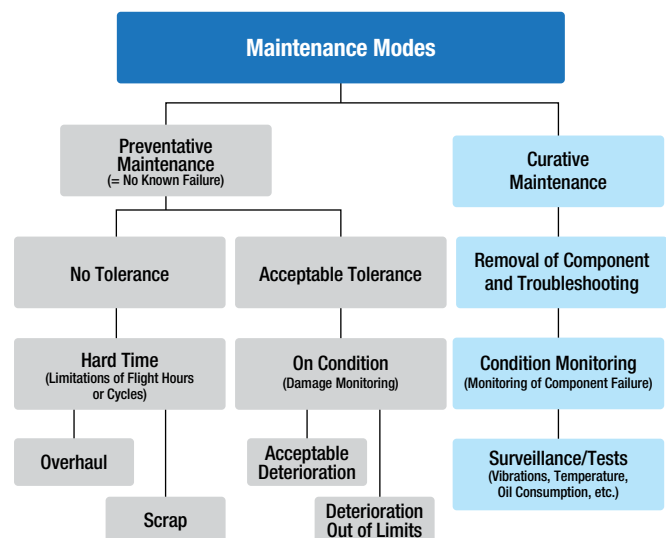 Maintenance Modes
Preventative
Maintenance
(= No Known Failure)
Curative
Maintenance
No Tolerance
Acceptable Tolerance
Removal of Component
and Troubleshooting
Hard Time
(Limitations of Flight Hours
or Cycles)
On Condition
(Damage Monitoring)
Condition Monitoring
(Monitoring of Component Failure)
Overhaul
Acceptable
Deterioration
Surveillance/Tests
(Vibrations, Temperature,
Oil Consumption, etc.)
Scrap
Deterioration
Out of Limits